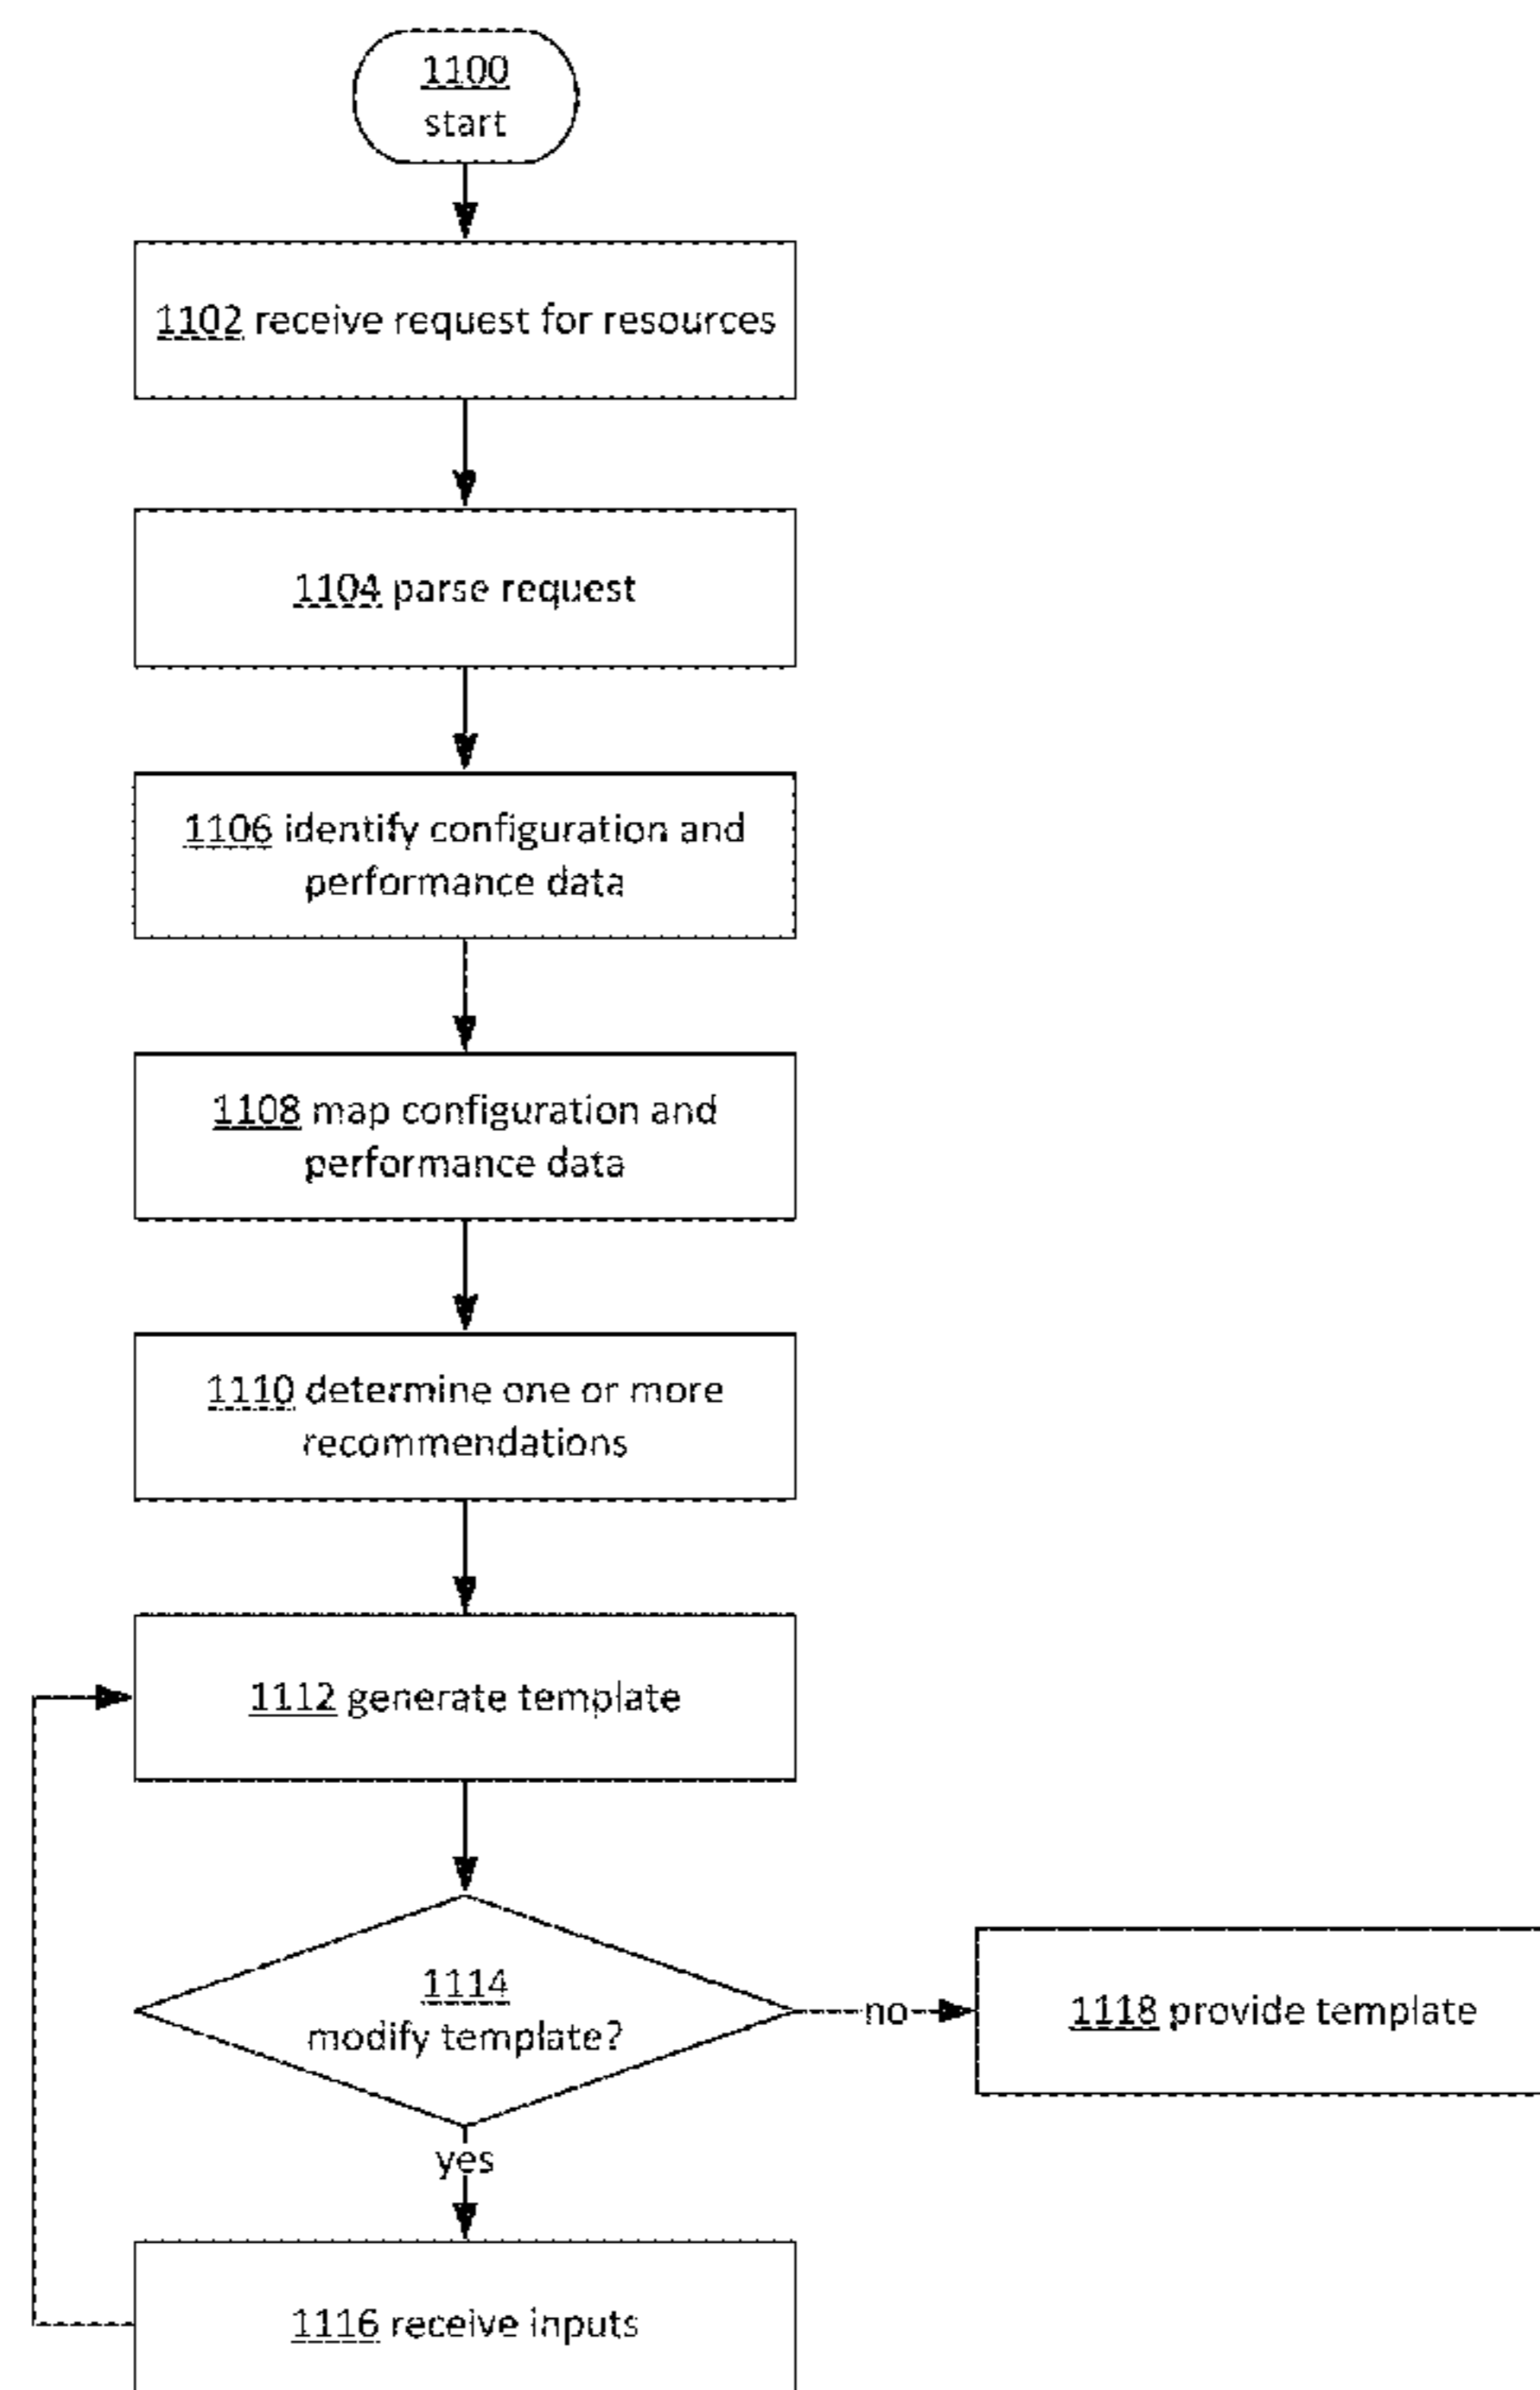 1100
start
1102 receive request for resources
1104 parse request
1106 identify configuration and
performance data
1108 map configuration and
performance data
1110 determine one or more
recommendations
1112 generate template
1114
modify template?
no
1118 provide template
yes
1116 receive inputs